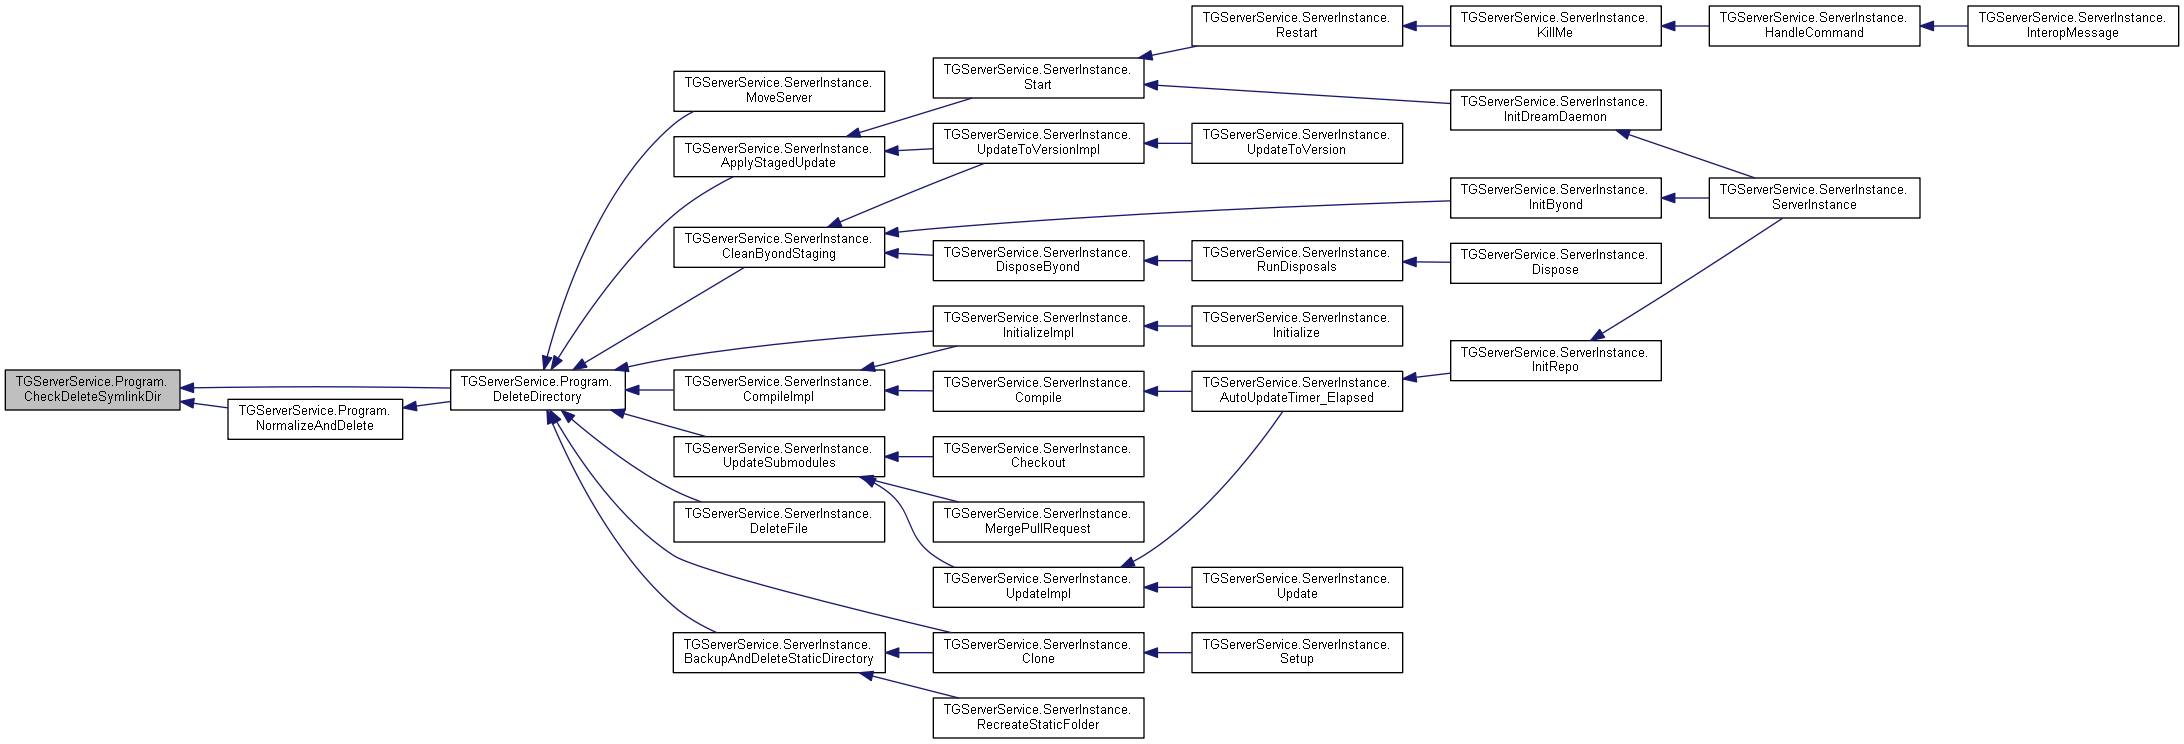 TGServerService.ServerInstance.
Restart
TGServerService.ServerInstance.
KillMe
TGServerService.ServerInstance.
HandleCommand
TGServerService.ServerInstance.
InteropMessage
TGServerService.ServerInstance.
MoveServer
TGServerService.ServerInstance.
Start
TGServerService.ServerInstance.
InitDreamDaemon
TGServerService.ServerInstance.
ApplyStagedUpdate
TGServerService.ServerInstance.
UpdateToVersionImpl
TGServerService.ServerInstance.
UpdateToVersion
TGServerService.ServerInstance.
InitByond
TGServerService.ServerInstance.
ServerInstance
TGServerService.ServerInstance.
CleanByondStaging
TGServerService.ServerInstance.
DisposeByond
TGServerService.ServerInstance.
RunDisposals
TGServerService.ServerInstance.
Dispose
TGServerService.ServerInstance.
InitializeImpl
TGServerService.ServerInstance.
Initialize
TGServerService.ServerInstance.
InitRepo
TGServerService.Program.
CheckDeleteSymlinkDir
TGServerService.Program.
NormalizeAndDelete
TGServerService.Program.
DeleteDirectory
TGServerService.ServerInstance.
CompileImpl
TGServerService.ServerInstance.
Compile
TGServerService.ServerInstance.
AutoUpdateTimer_Elapsed
TGServerService.ServerInstance.
UpdateSubmodules
TGServerService.ServerInstance.
Checkout
TGServerService.ServerInstance.
DeleteFile
TGServerService.ServerInstance.
MergePullRequest
TGServerService.ServerInstance.
UpdateImpl
TGServerService.ServerInstance.
Update
TGServerService.ServerInstance.
BackupAndDeleteStaticDirectory
TGServerService.ServerInstance.
Clone
TGServerService.ServerInstance.
Setup
TGServerService.ServerInstance.
RecreateStaticFolder